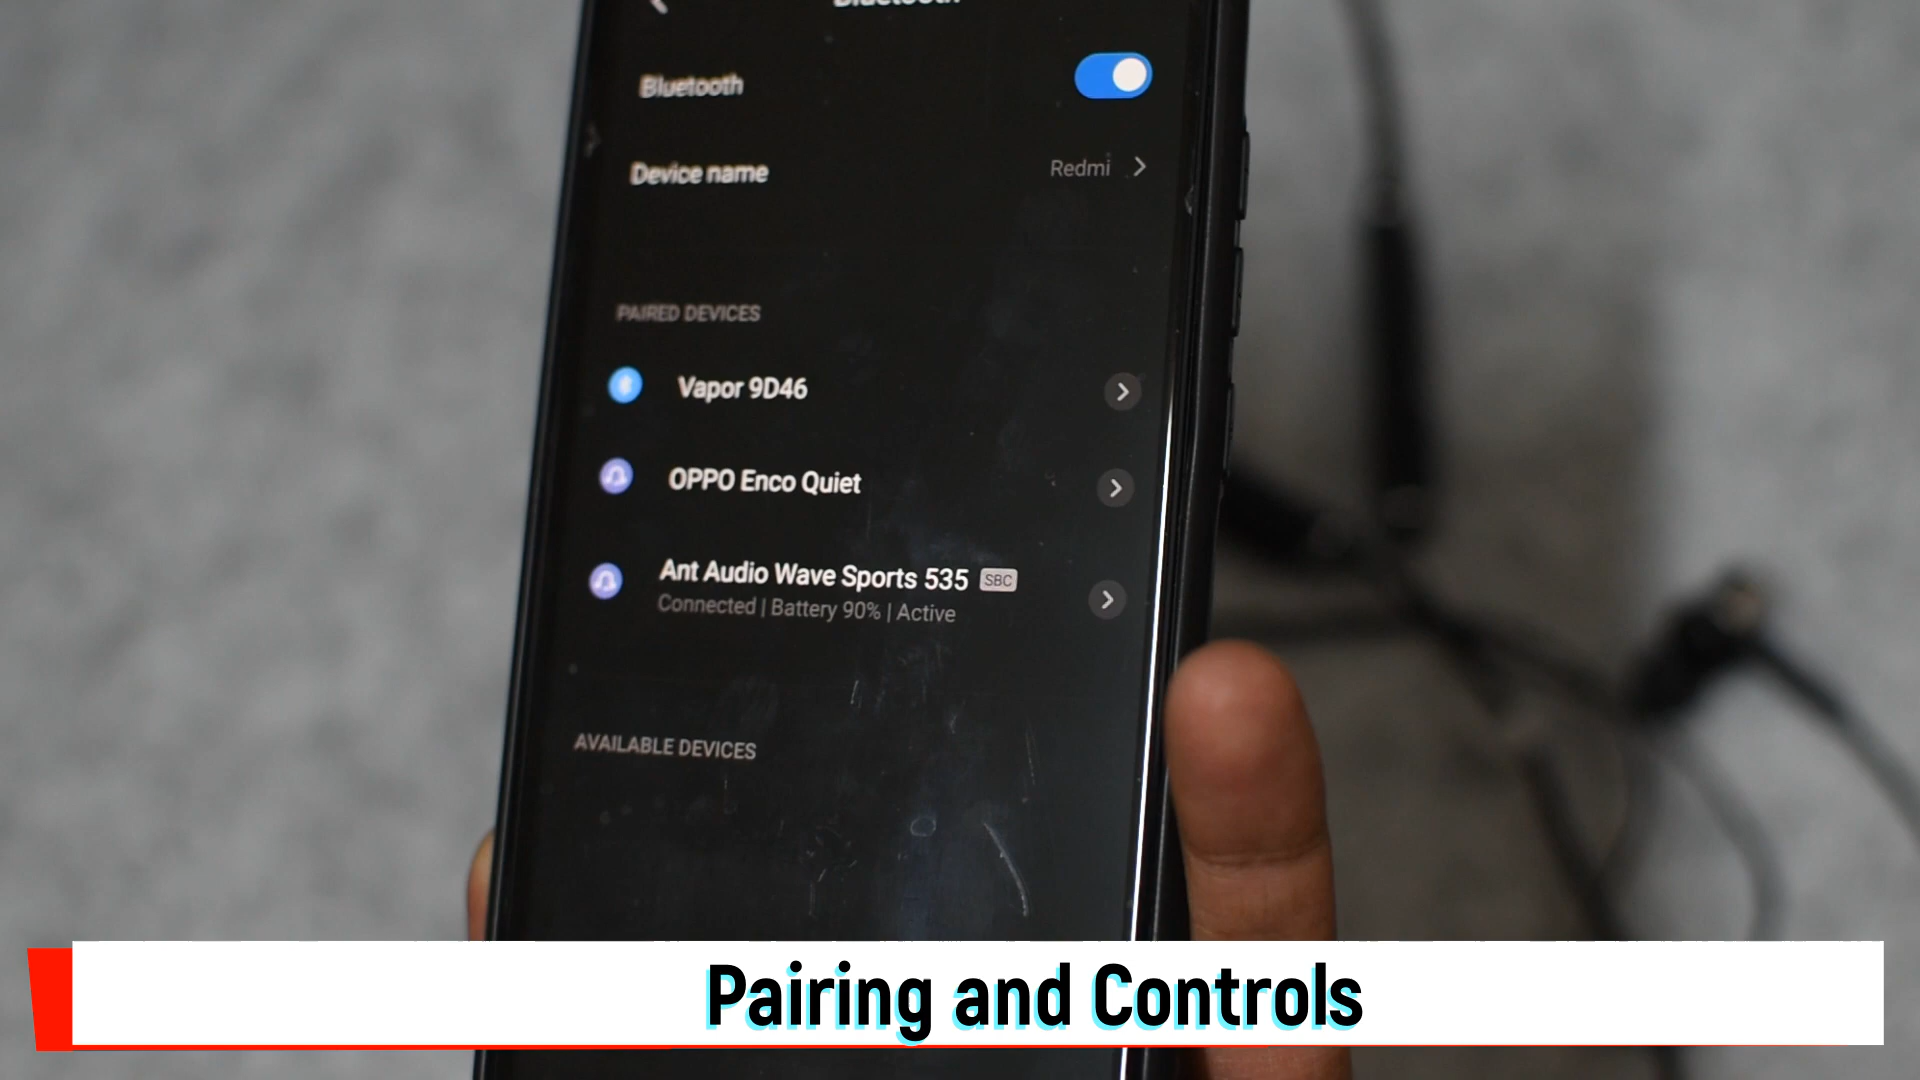 Bluetooth
Bluetooth
Device name
Redmi
PAIRED DEVICES
Vapor 9D46
OPPO Enco Quiet
Ant Audio Wave Sports 535 SBC
Connected | Battery 90% | Active
AVAILABLE DEVICES
Pairing and Controls